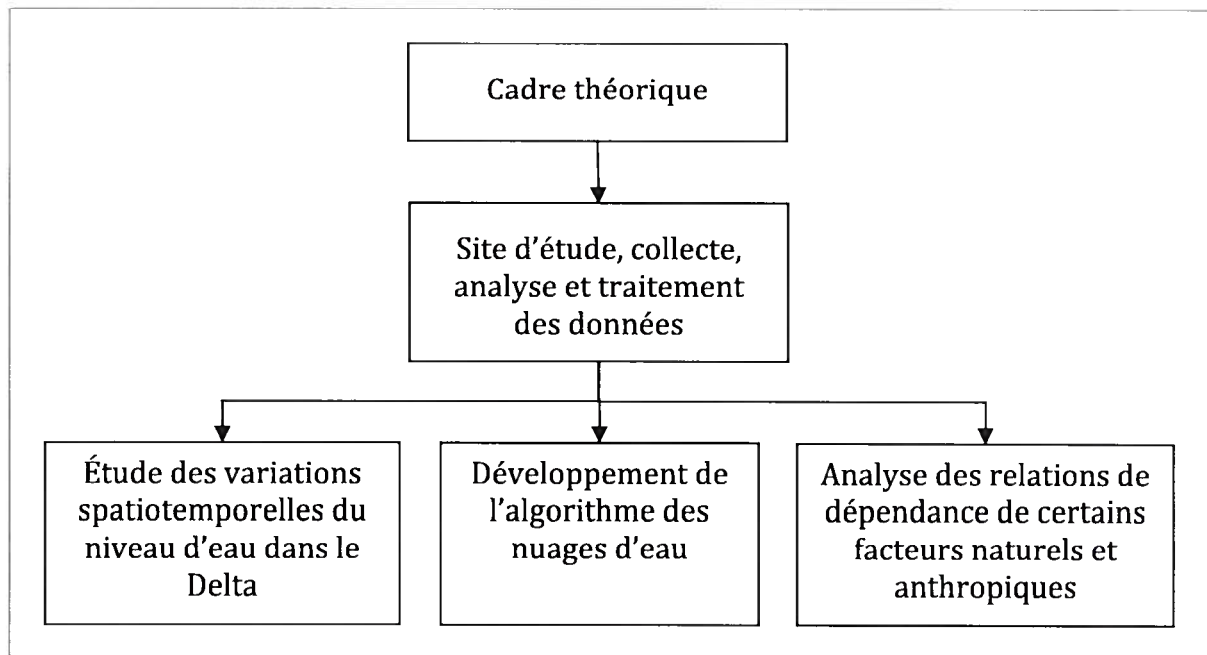 Cadre théorique
Site d'étude, collecte,
analyse et traitement
des données
Étude des variations
spatiotemporelles du
niveau d'eau dans le
Delta
Développement de
l'algorithme des
nuages d'eau
Analyse des relations de
dépendance de certains
facteurs naturels et
anthropiques